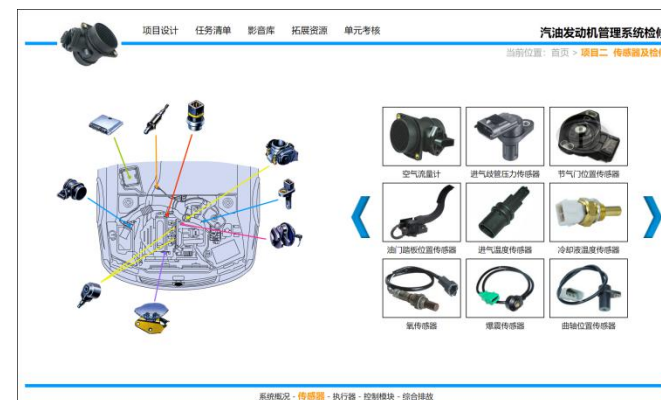 项目设计 任务清单 影音库 拓展资源 单元考核
汽油发动机管理系统检修
当前位置：首页 > 项目二 传感器及检修
空气流量计 进气歧管压力传感器 节气门位置传感器
油门踏板位置传感器 进气温度传感器 冷却液温度传感器
氧传感器 爆震传感器 曲轴位置传感器
系统概况 - 传感器 - 执行器 - 控制模块 - 综合排故